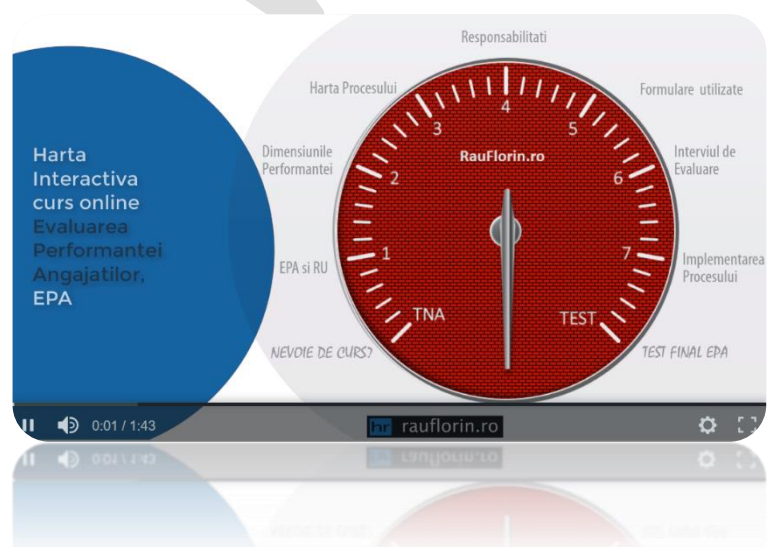 Harta
Interactiva
curs online
Evaluarea
Performantei
Angajatilor,
EPA
Responsabilitati
Harta Procesului
Formulare utilizate
Dimensiunile
Performantei
Interviul de
Evaluare
EPA si RU
Implementarea
Procesului
NEVOIE DE CURS?
TEST FINAL EPA
RauFlorin.ro
TNA
1
2
3
4
5
6
7
TEST
0:01 / 1:43
hr rauflorin.ro